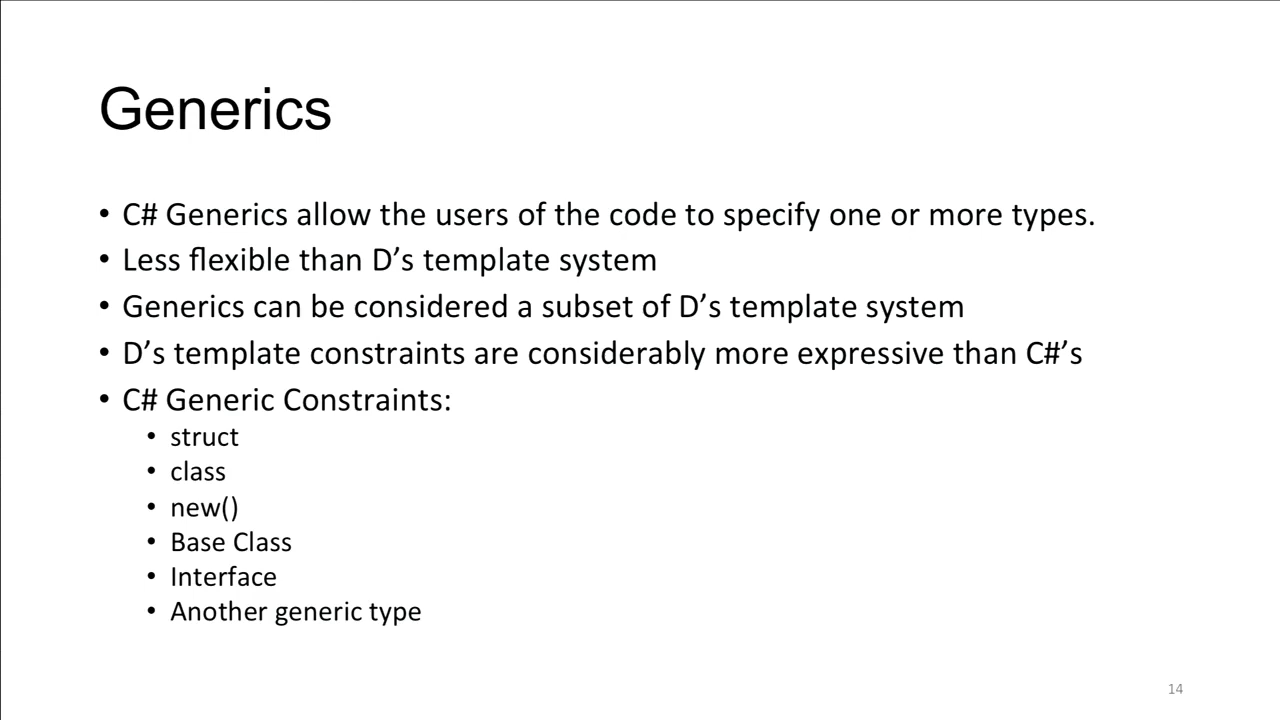 Generics
• C# Generics allow the users of the code to specify one or more types.
• Less flexible than D’s template system
• Generics can be considered a subset of D’s template system
• D’s template constraints are considerably more expressive than C#’s
• C# Generic Constraints:
• struct
• class
• new()
• Base Class
• Interface
• Another generic type
14